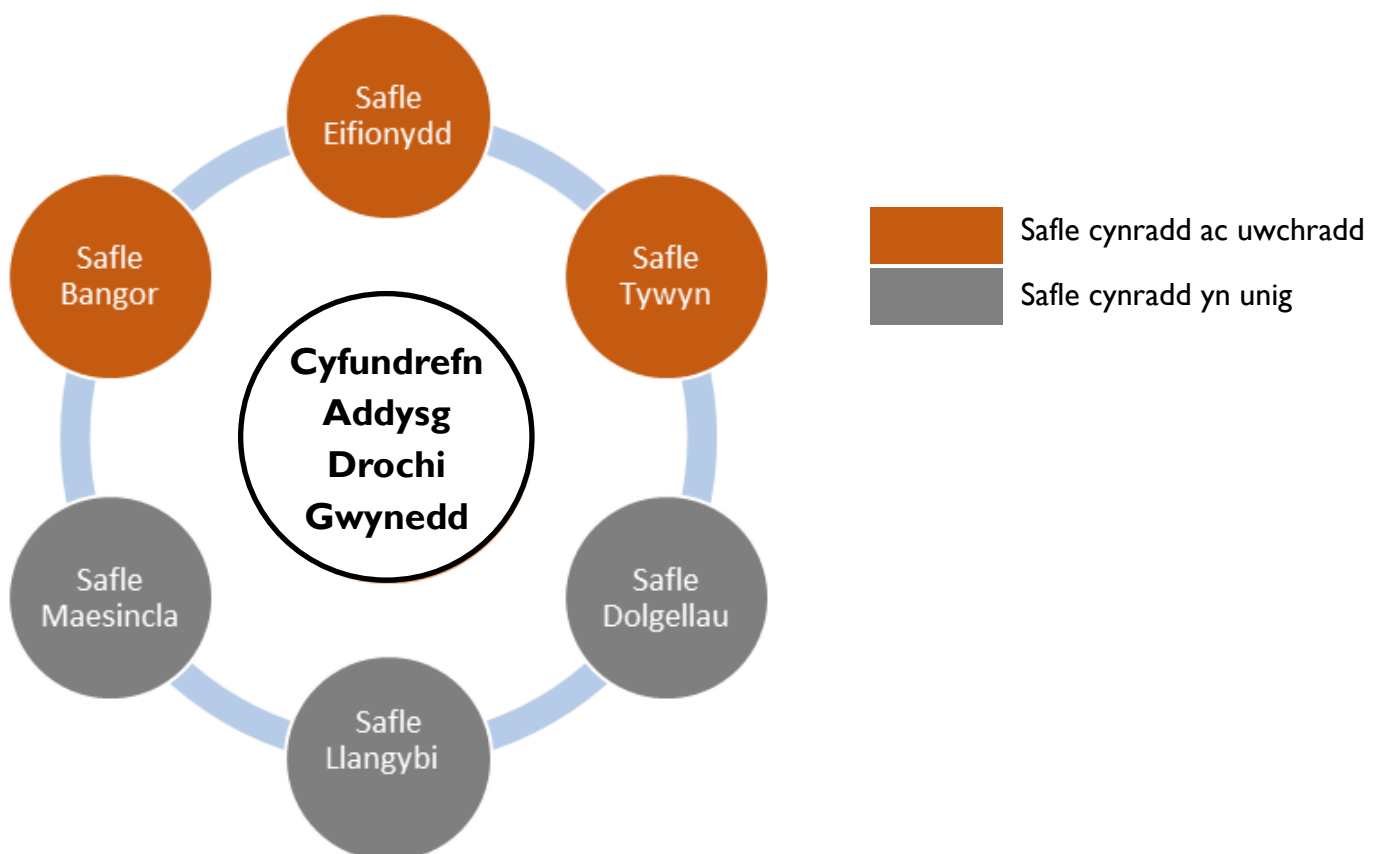 Safle
Eifionydd
Safle
Bangor
Safle
Tywyn
Safle cynradd ac uwchradd
Safle cynradd yn unig
Cyfundrefn
Addysg
Drochi
Gwynedd
Safle
Maesincla
Safle
Dolgellau
Safle
Llangybi